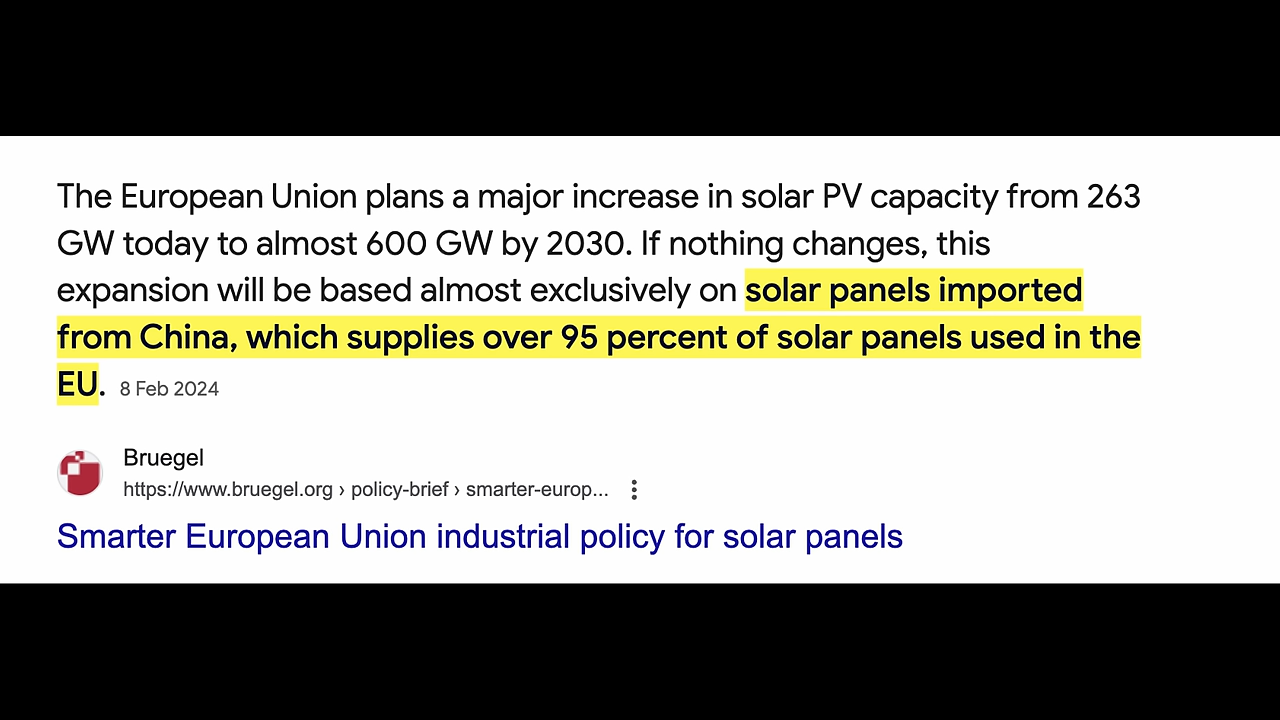 The European Union plans a major increase in solar PV capacity from 263
GW today to almost 600 GW by 2030. If nothing changes, this
expansion will be based almost exclusively on solar panels imported
from China, which supplies over 95 percent of solar panels used in the
EU. 8 Feb 2024
Bruegel
https://www.bruegel.org › policy-brief › smarter-europ...
Smarter European Union industrial policy for solar panels